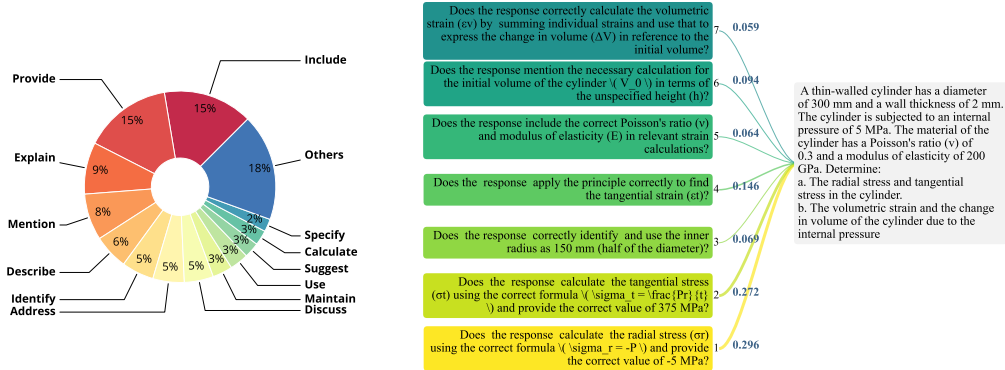 Include
15%
Provide
15%
Explain
9%
Mention
8%
Describe
6%
Identify
5%
Address
5%
Discuss
5%
Maintain
3%
Use
3%
Suggest
3%
Calculate
3%
Specify
2%
Others
18%
Does the response correctly calculate the volumetric
strain (εv) by summing individual strains and use that to
express the change in volume (ΔV) in reference to the
initial volume?
7
0.059
Does the response mention the necessary calculation for
the initial volume of the cylinder \( V_0 \) in terms of
the unspecified height (h)?
6
0.094
Does the response include the correct Poisson's ratio (ν)
and modulus of elasticity (E) in relevant strain
calculations?
5
0.064
Does the response apply the principle correctly to find
the tangential strain (εt)?
4
0.146
Does the response correctly identify and use the inner
radius as 150 mm (half of the diameter)?
3
0.069
Does the response calculate the tangential stress
(σt) using the correct formula \( \sigma_t = \frac{Pr}{t}
\) and provide the correct value of 375 MPa?
2
0.272
Does the response calculate the radial stress (σr)
using the correct formula \( \sigma_r = -P \) and provide
the correct value of -5 MPa?
1
0.296
A thin-walled cylinder has a diameter
of 300 mm and a wall thickness of 2 mm.
The cylinder is subjected to an internal
pressure of 5 MPa. The material of the
cylinder has a Poisson's ratio (ν) of
0.3 and a modulus of elasticity of 200
GPa. Determine:
a. The radial stress and tangential
stress in the cylinder.
b. The volumetric strain and the change
in volume of the cylinder due to the
internal pressure